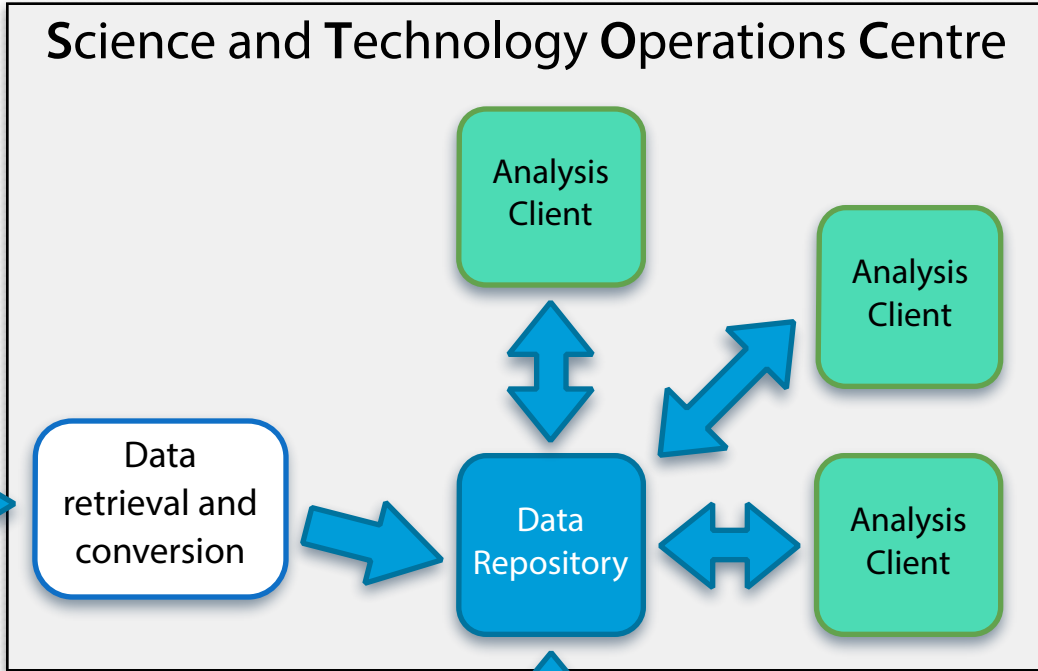 Science and Technology Operations Centre
Analysis
Client
Analysis
Client
Data
retrieval and
conversion
Data
Repository
Analysis
Client